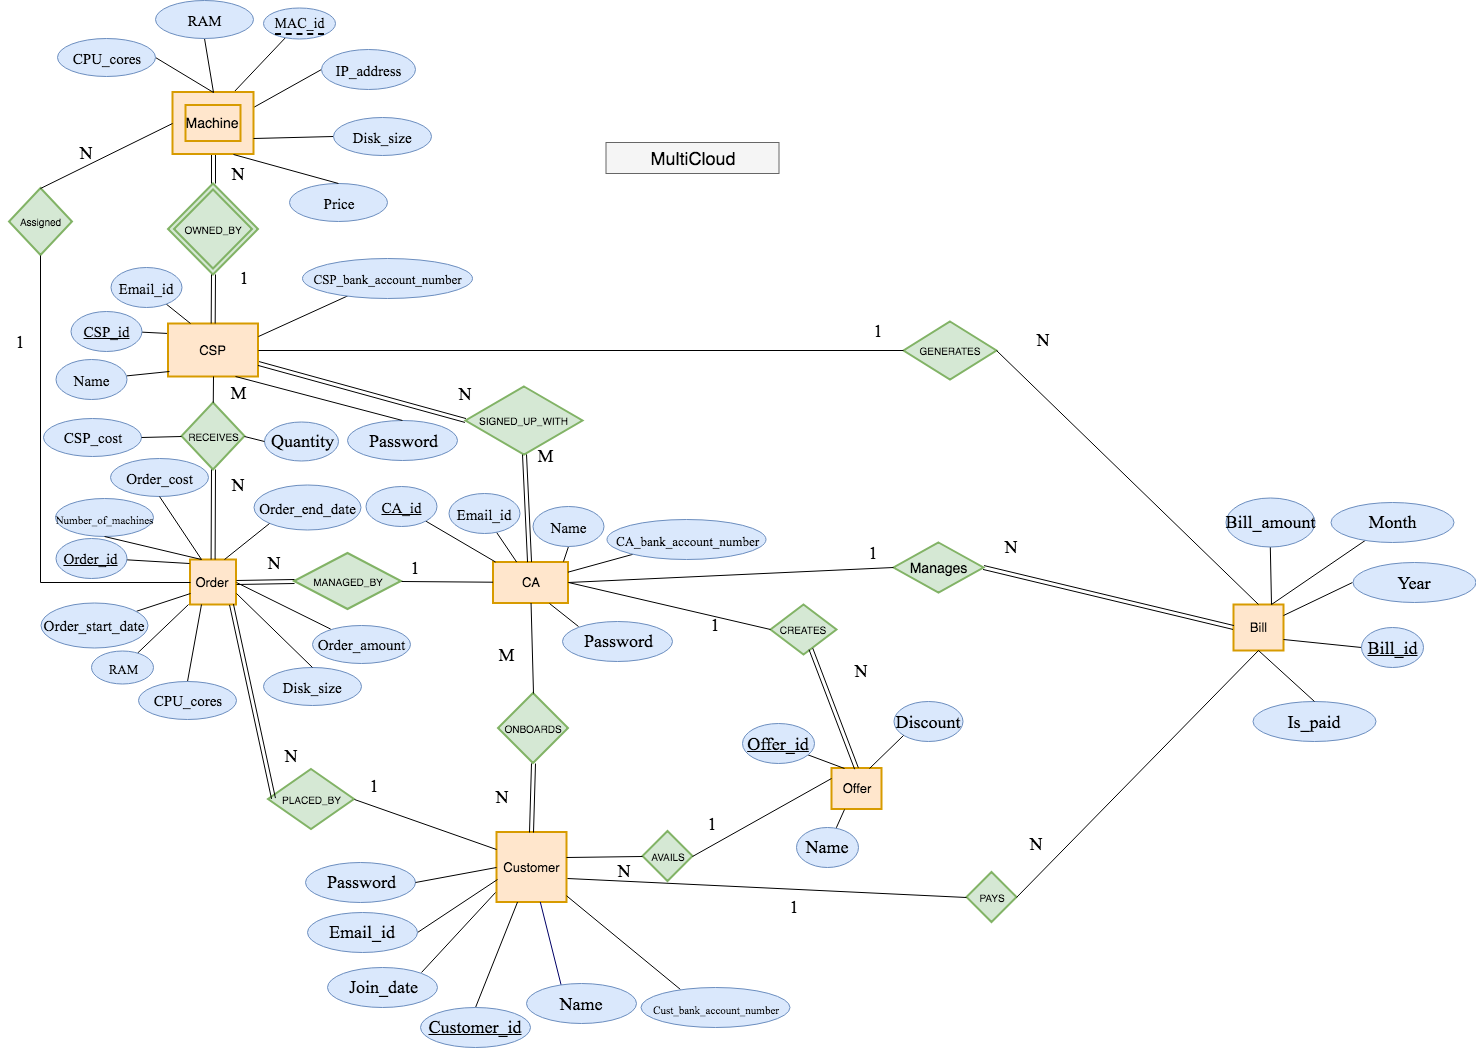 RAM
MAC_id
CPU_cores
IP_address
Machine
Disk_size
N
MultiCloud
N
Price
Assigned
OWNED_BY
1
CSP_bank_account_number
Email_id
CSP_id
1
CSP
1
GENERATES
N
Name
M
N
SIGNED_UP_WITH
CSP_cost
RECEIVES
Quantity
Password
M
Order_cost
N
Number_of_machines
Order_end_date
CA_id
Email_id
Name
CA_bank_account_number
Bill_amount
Month
Order_id
N
MANAGED_BY
1
1
Manages
N
Order
CA
Year
Order_start_date
Order_amount
Password
1
CREATES
Bill
Bill_id
RAM
M
N
CPU_cores
Disk_size
ONBOARDS
Offer_id
Discount
Is_paid
N
PLACED_BY
1
N
Offer
1
Name
N
Customer
AVAILS
N
Password
1
PAYS
Email_id
Join_date
Name
Cust_bank_account_number
Customer_id